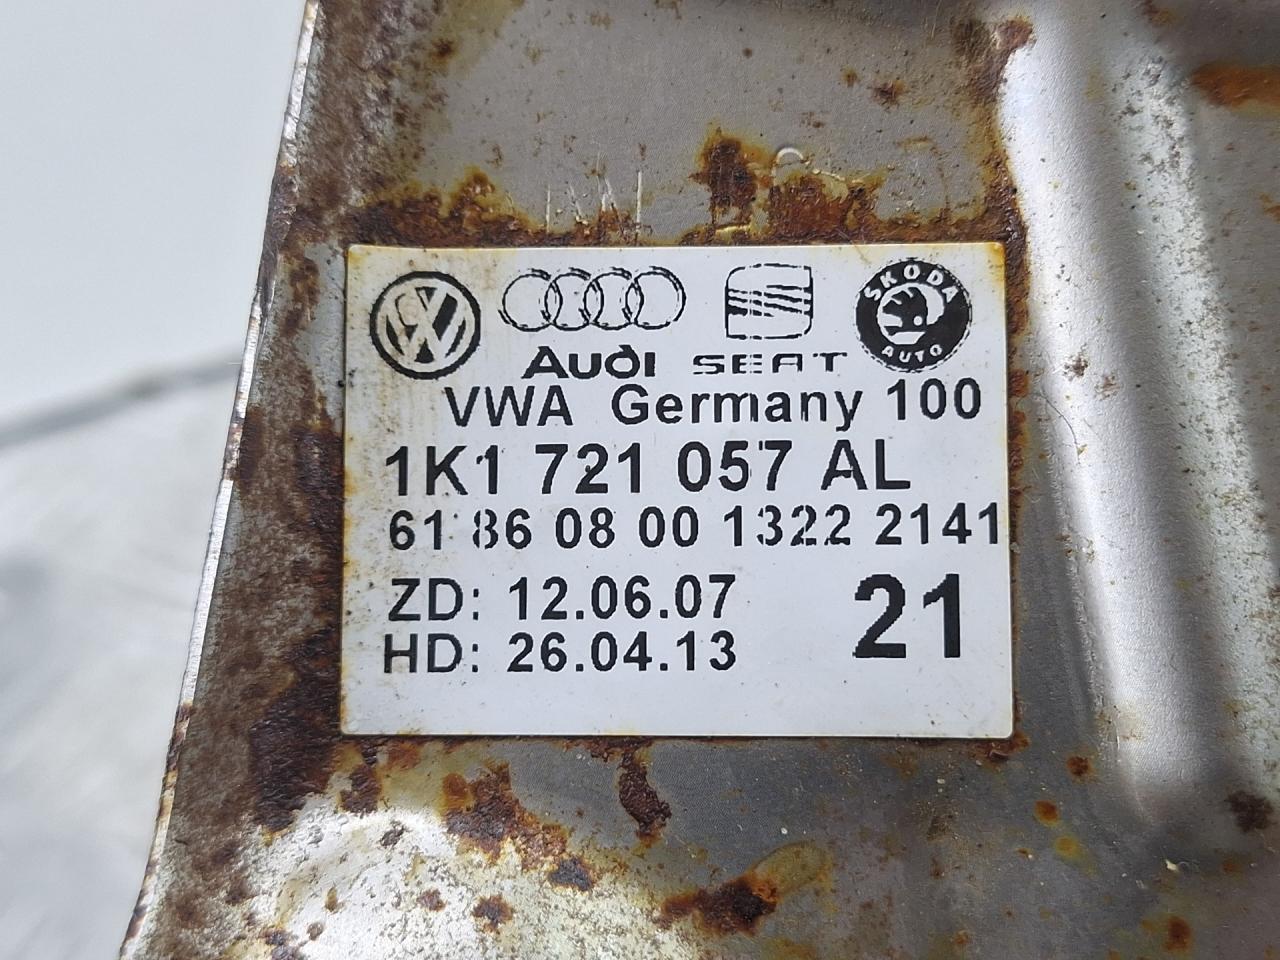 ŠKODA
AUTO
Audi SEAT
VWA Germany 100
1K1 721 057 AL
61 86 08 00 1322 2141
ZD: 12.06.07
HD: 26.04.13
21